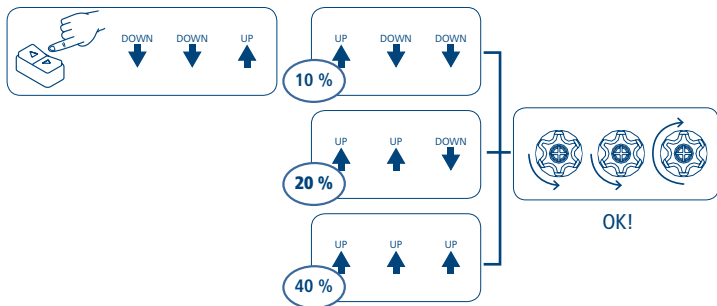 DOWN DOWN UP
UP DOWN DOWN
10 %
UP UP DOWN
20 %
UP UP UP
40 %
OK!